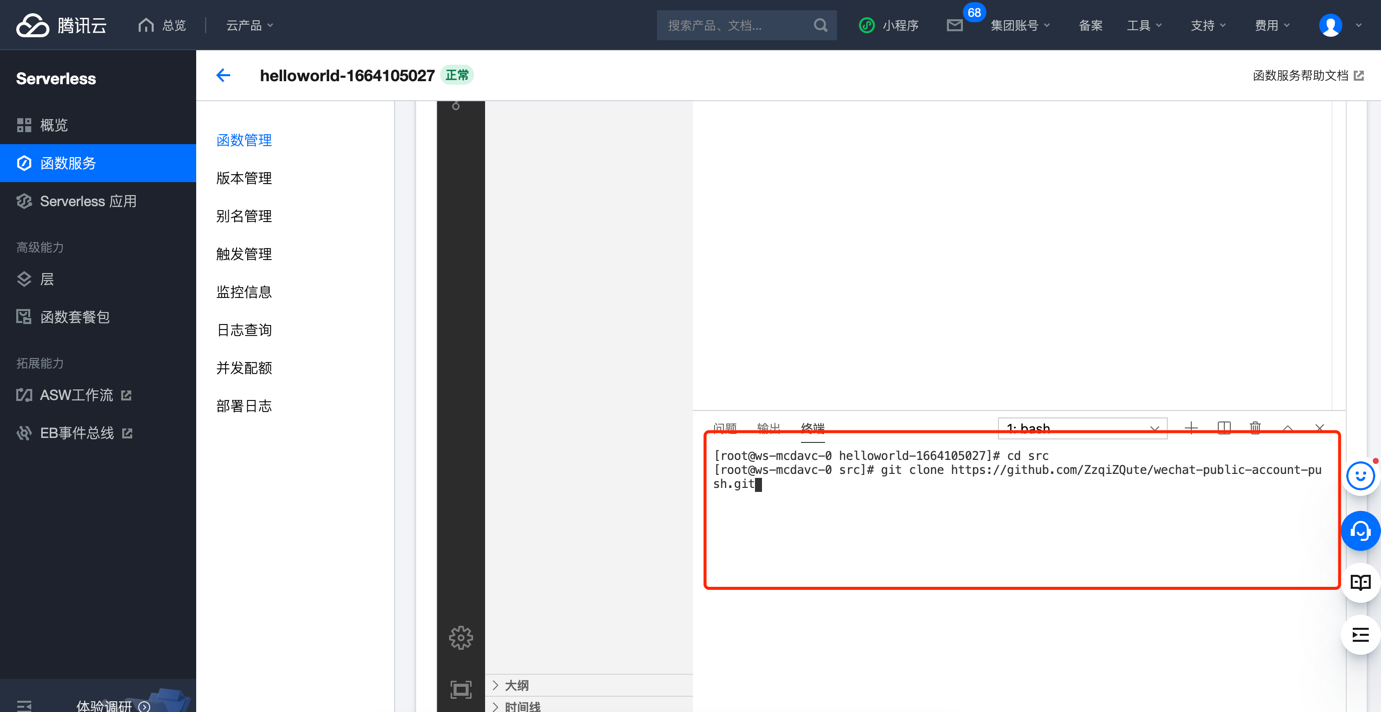 腾讯云
总览
云产品
搜索产品、文档...
小程序
68
集团账号
备案
工具
支持
费用
Serverless
helloworld-1664105027
正常
函数服务帮助文档
概览
函数服务
Serverless 应用
高级能力
层
函数套餐包
拓展能力
ASW工作流
EB事件总线
体验调研
函数管理
版本管理
别名管理
触发管理
监控信息
日志查询
并发配额
部署日志
问题
输出
终端
1: bash
[root@ws-mcdavc-0 helloworld-1664105027]# cd src
[root@ws-mcdavc-0 src]# git clone https://github.com/ZzqiZQute/wechat-public-account-pu
sh.git
大纲
时间线